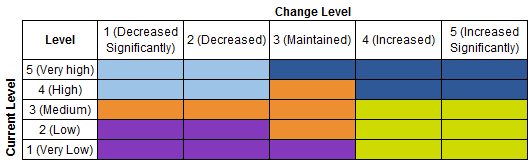 Change Level
Level
1 (Decreased
Significantly)
2 (Decreased)
3 (Maintained)
4 (Increased)
5 (Increased
Significantly)
Current Level
5 (Very high)
4 (High)
3 (Medium)
2 (Low)
1 (Very Low)